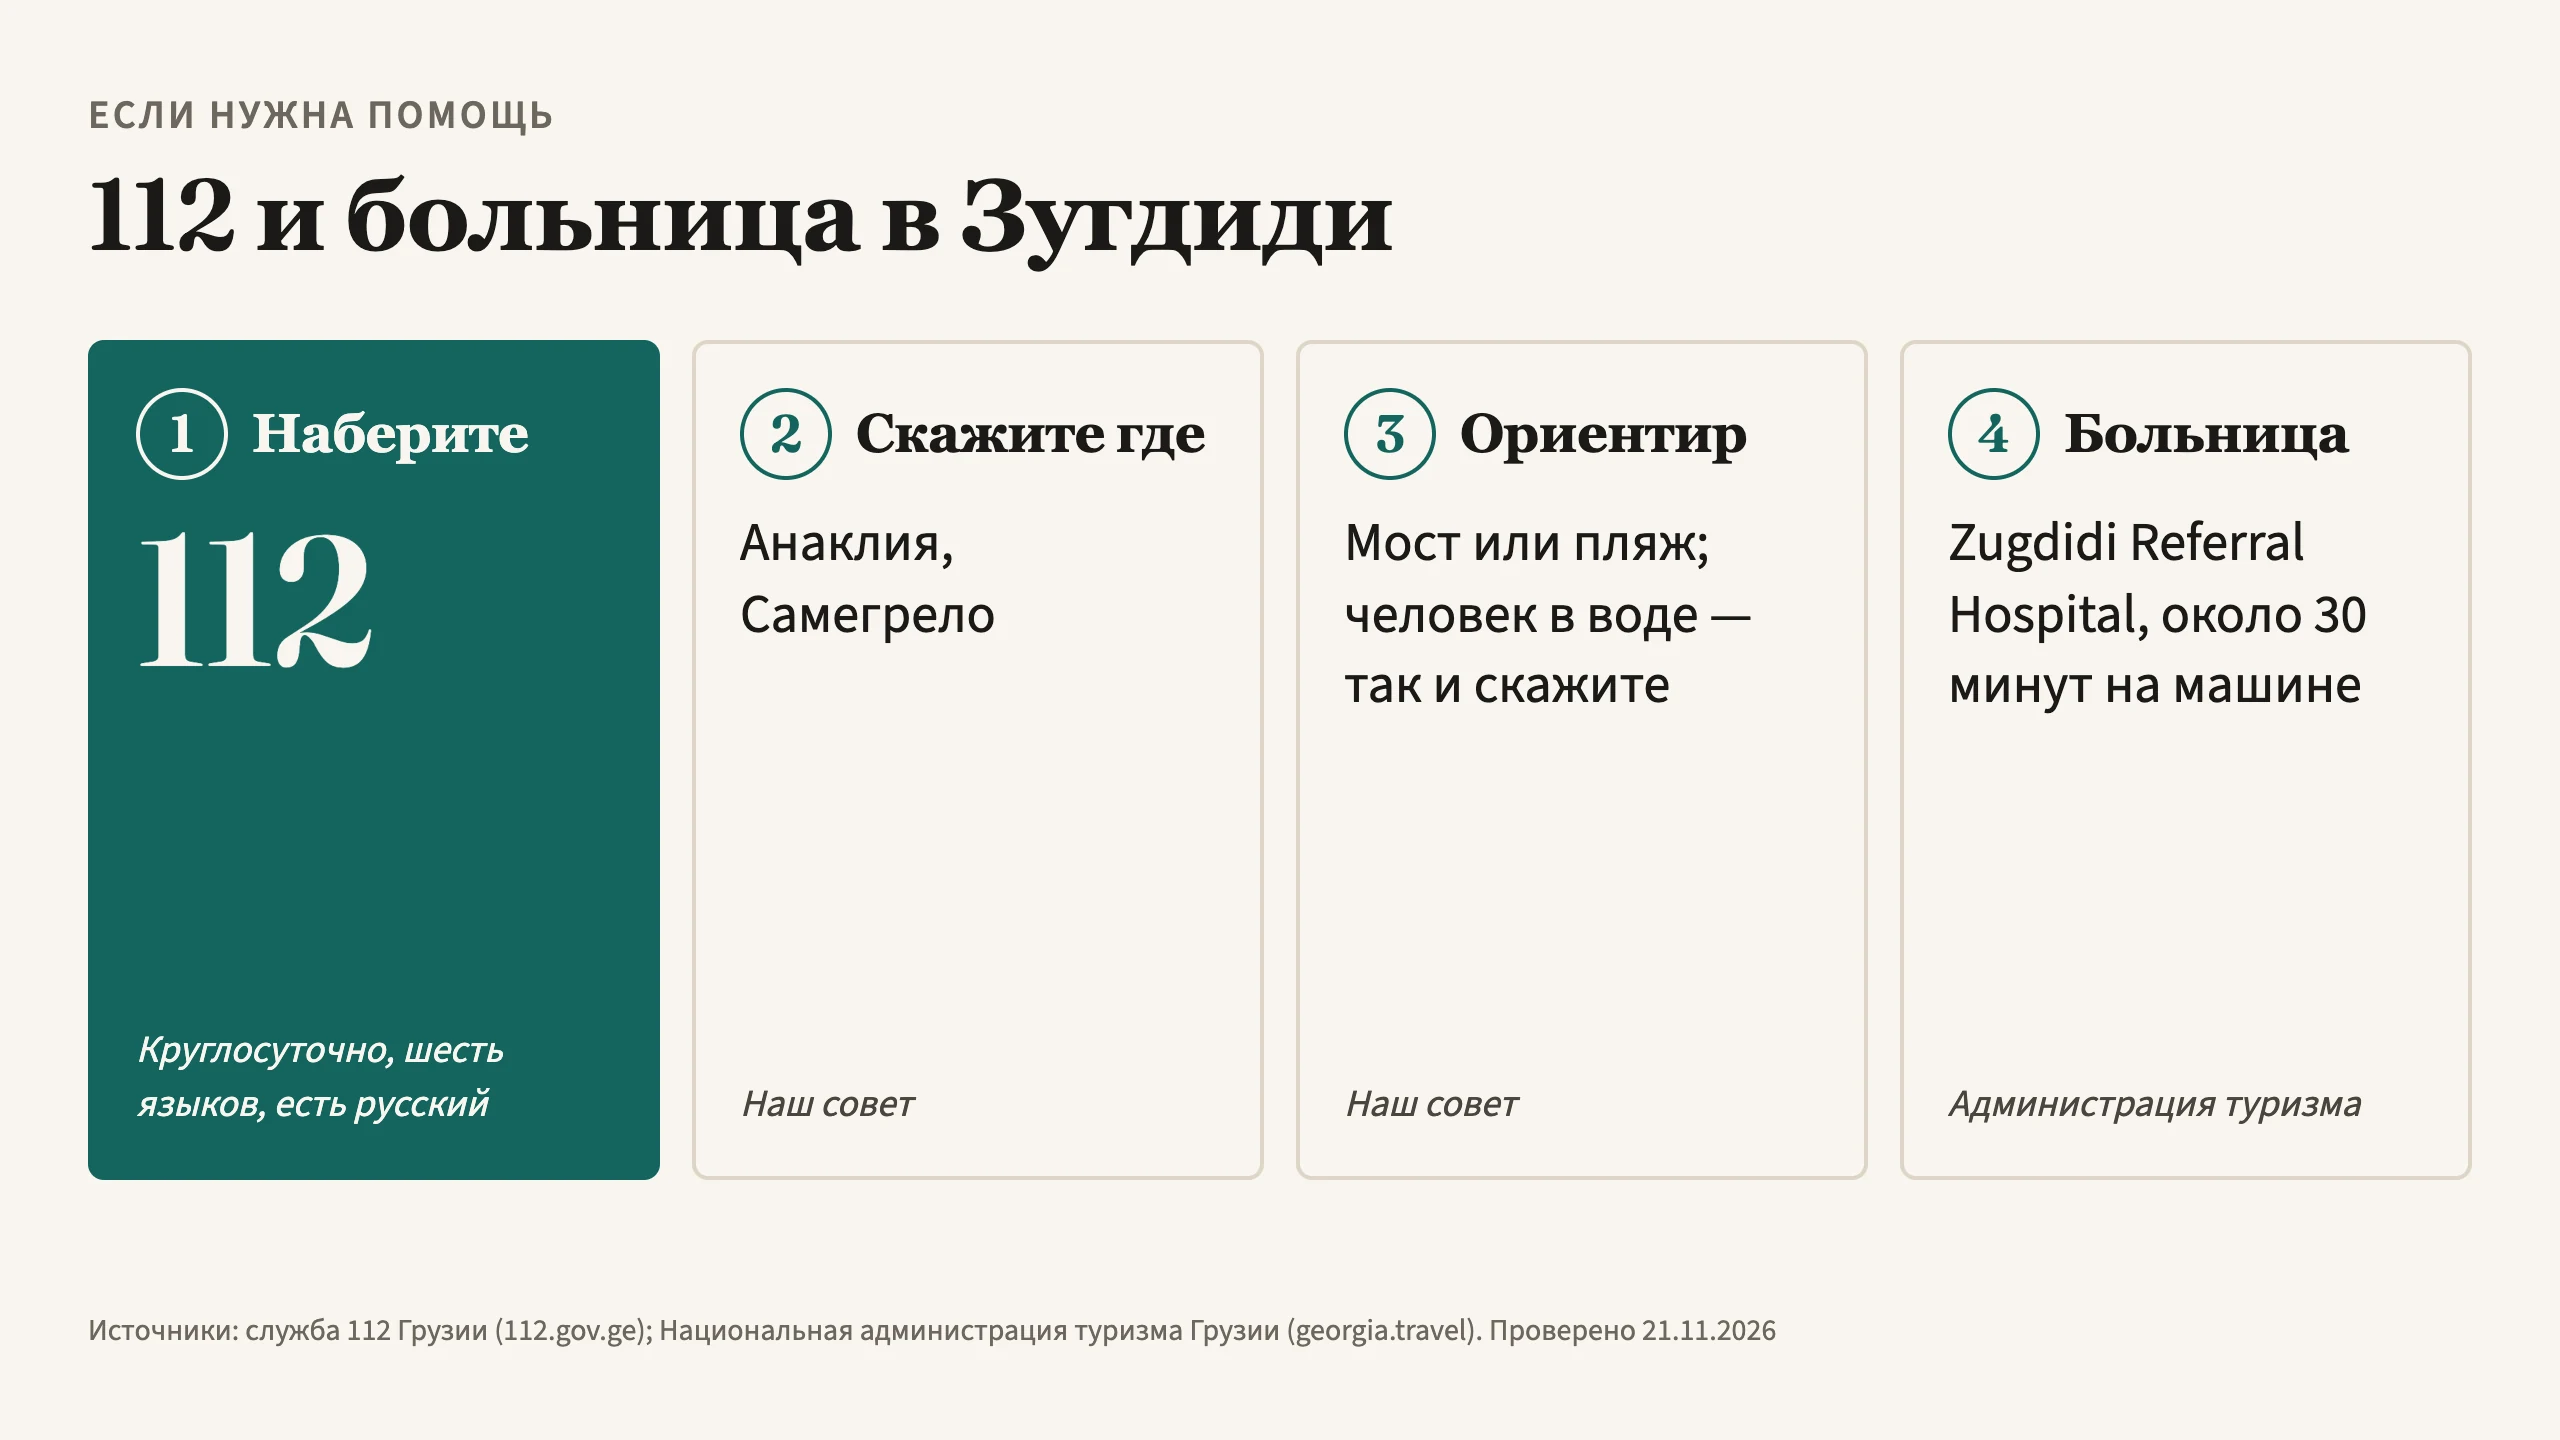 ЕСЛИ НУЖНА ПОМОЩЬ
112 и больница в Зугдиди
1 Наберите
112
Круглосуточно, шесть
языков, есть русский
2 Скажите где
Анаклия,
Самегрело
Наш совет
3 Ориентир
Мост или пляж;
человек в воде —
так и скажите
Наш совет
4 Больница
Zugdidi Referral
Hospital, около 30
минут на машине
Администрация туризма
Источники: служба 112 Грузии (112.gov.ge); Национальная администрация туризма Грузии (georgia.travel). Проверено 21.11.2026